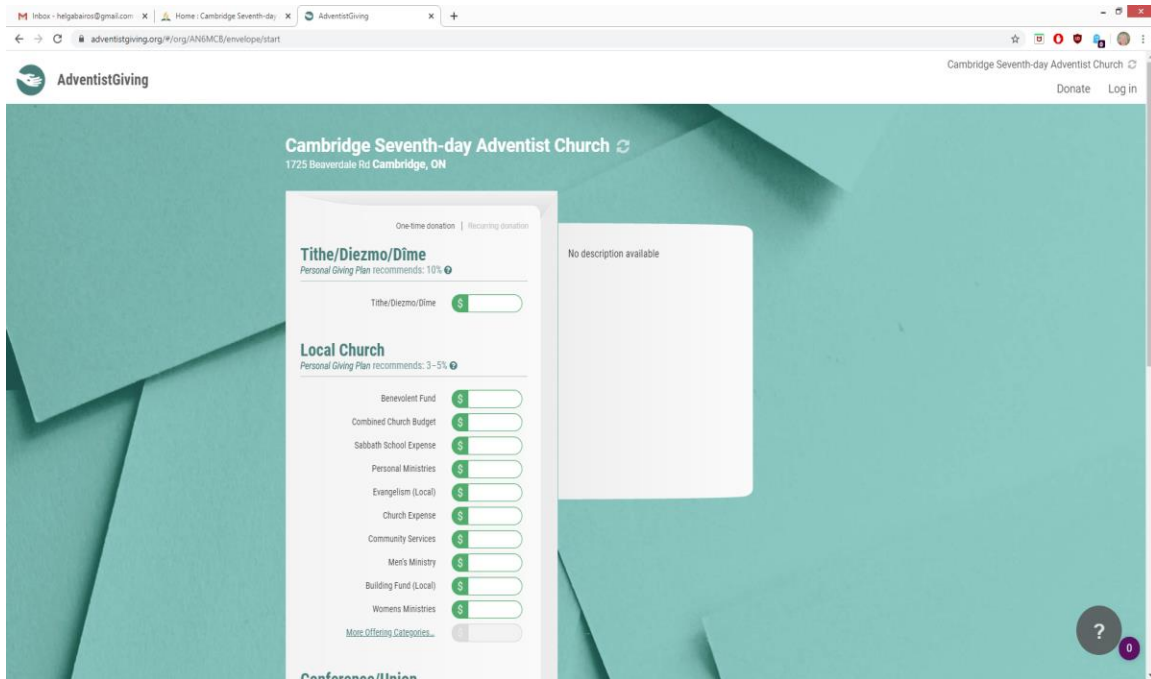 Inbox - helgabairos@gmail.com
Home : Cambridge Seventh-day
AdventistGiving
adventistgiving.org/#/org/AN6MCB/envelope/start
AdventistGiving
Cambridge Seventh-day Adventist Church
Donate Log in
Cambridge Seventh-day Adventist Church
1725 Beaverdale Rd Cambridge, ON
One-time donation | Recurring donation
Tithe/Diezmo/Dîme
Personal Giving Plan recommends: 10% ?
Tithe/Diezmo/Dîme $
No description available
Local Church
Personal Giving Plan recommends: 3–5% ?
Benevolent Fund $
Combined Church Budget $
Sabbath School Expense $
Personal Ministries $
Evangelism (Local) $
Church Expense $
Community Services $
Men's Ministry $
Building Fund (Local) $
Womens Ministries $
More Offering Categories... $
Conference/Union
?
0